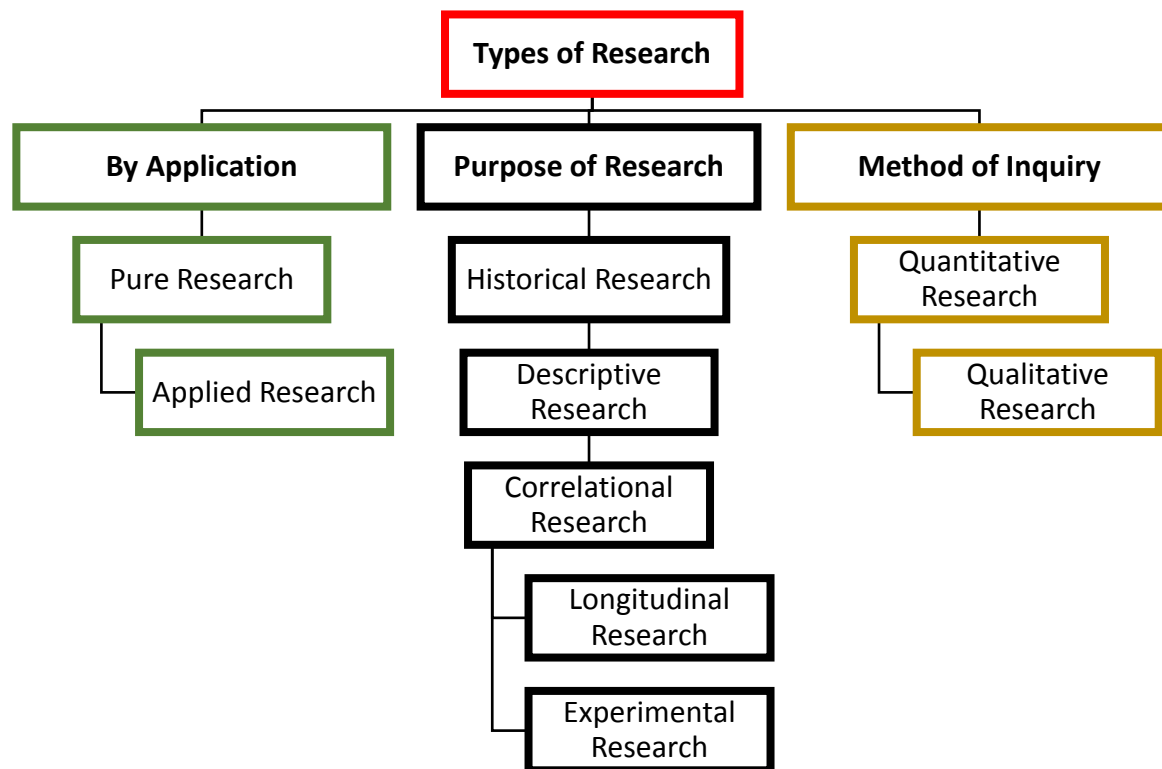 Types of Research
By Application
Purpose of Research
Method of Inquiry
Pure Research
Historical Research
Quantitative
Research
Applied Research
Descriptive
Research
Qualitative
Research
Correlational
Research
Longitudinal
Research
Experimental
Research